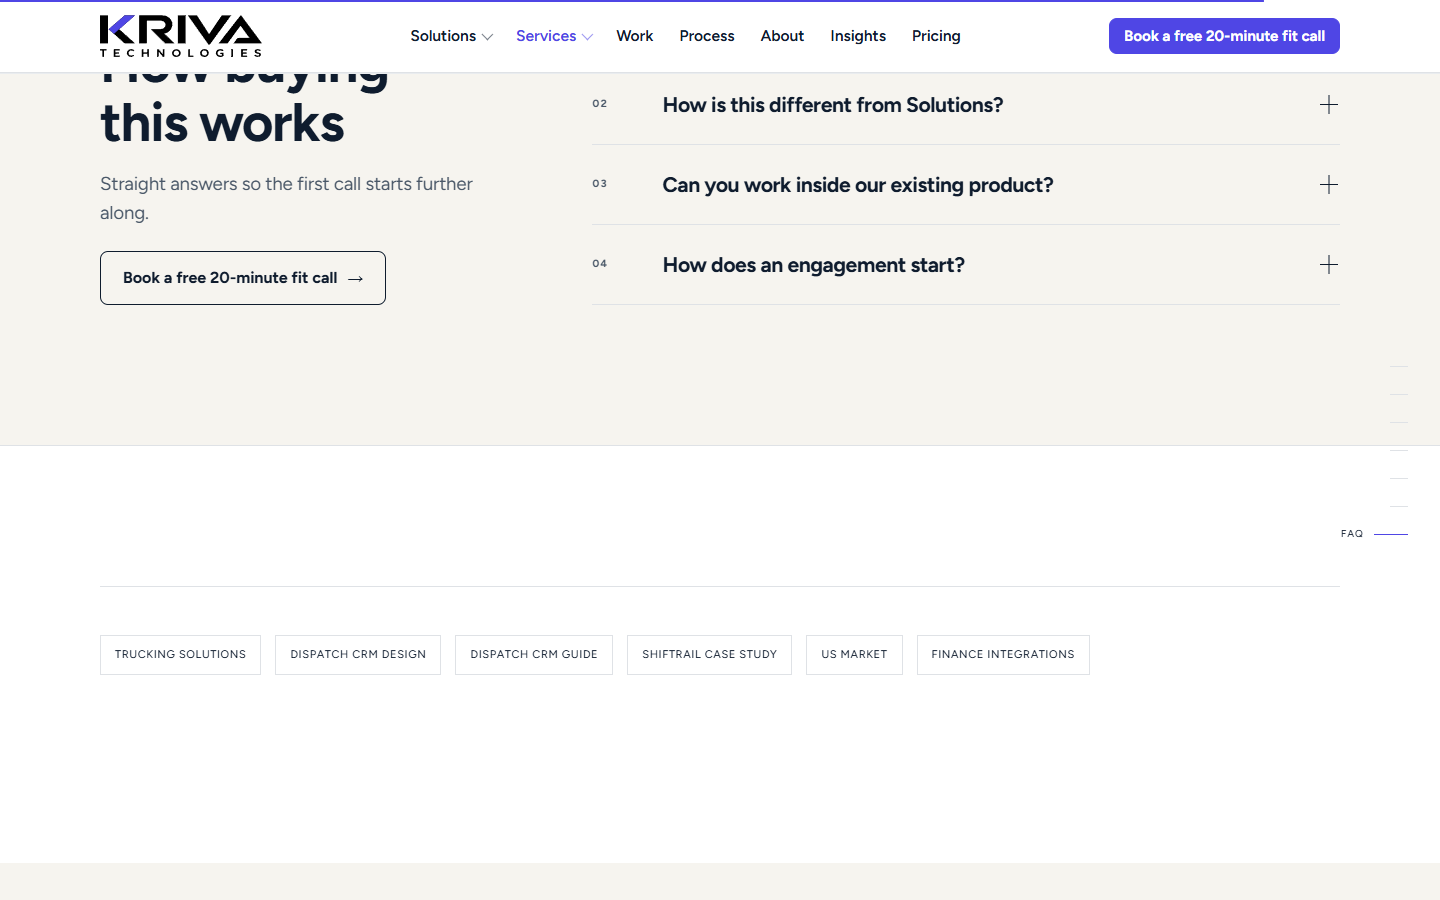 KRIVA
TECHNOLOGIES
Solutions
Services
Work
Process
About
Insights
Pricing
Book a free 20-minute fit call
How buying
this works
Straight answers so the first call starts further
along.
Book a free 20-minute fit call →
02 How is this different from Solutions?
03 Can you work inside our existing product?
04 How does an engagement start?
FAQ
TRUCKING SOLUTIONS
DISPATCH CRM DESIGN
DISPATCH CRM GUIDE
SHIFTRAIL CASE STUDY
US MARKET
FINANCE INTEGRATIONS